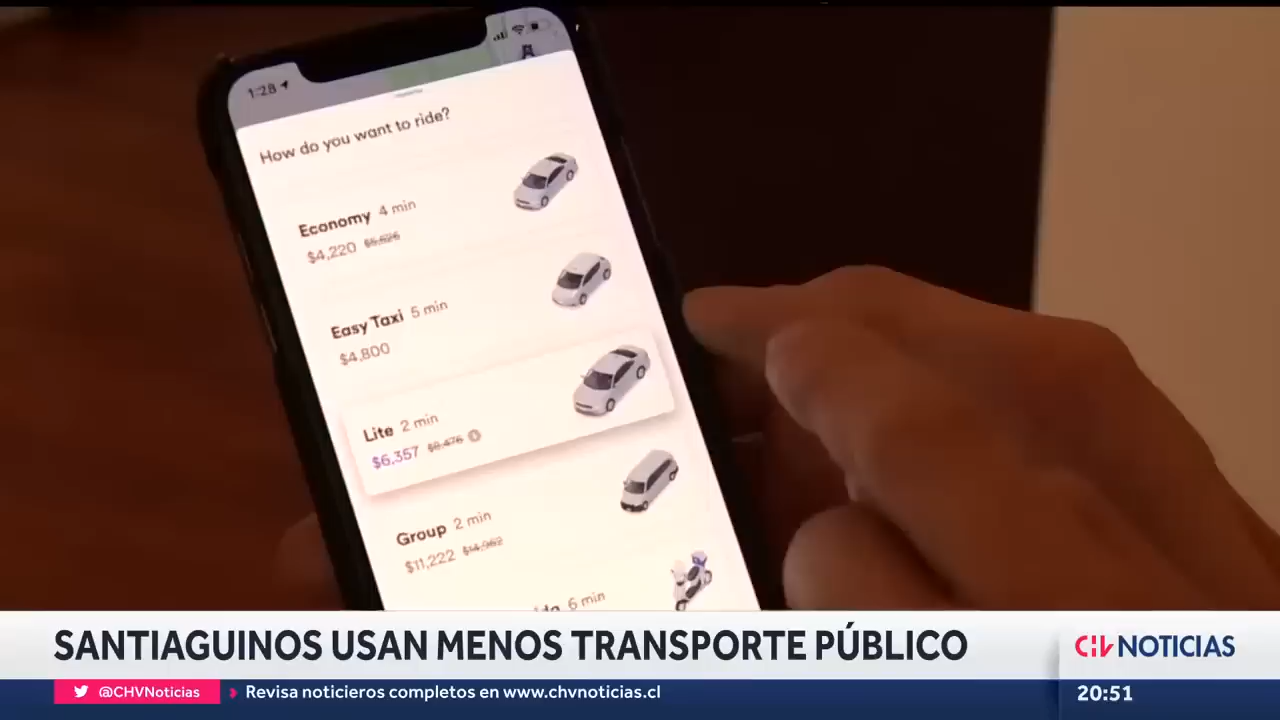 1:28
How do you want to ride?
Economy 4 min
$4,220 $5,626
Easy Taxi 5 min
$4,800
Lite 2 min
$6,357 $8,476
Group 2 min
$11,222 $14,962
6 min
SANTIAGUINOS USAN MENOS TRANSPORTE PÚBLICO
CHV NOTICIAS
@CHVNoticias
Revisa noticieros completos en www.chvnoticias.cl
20:51